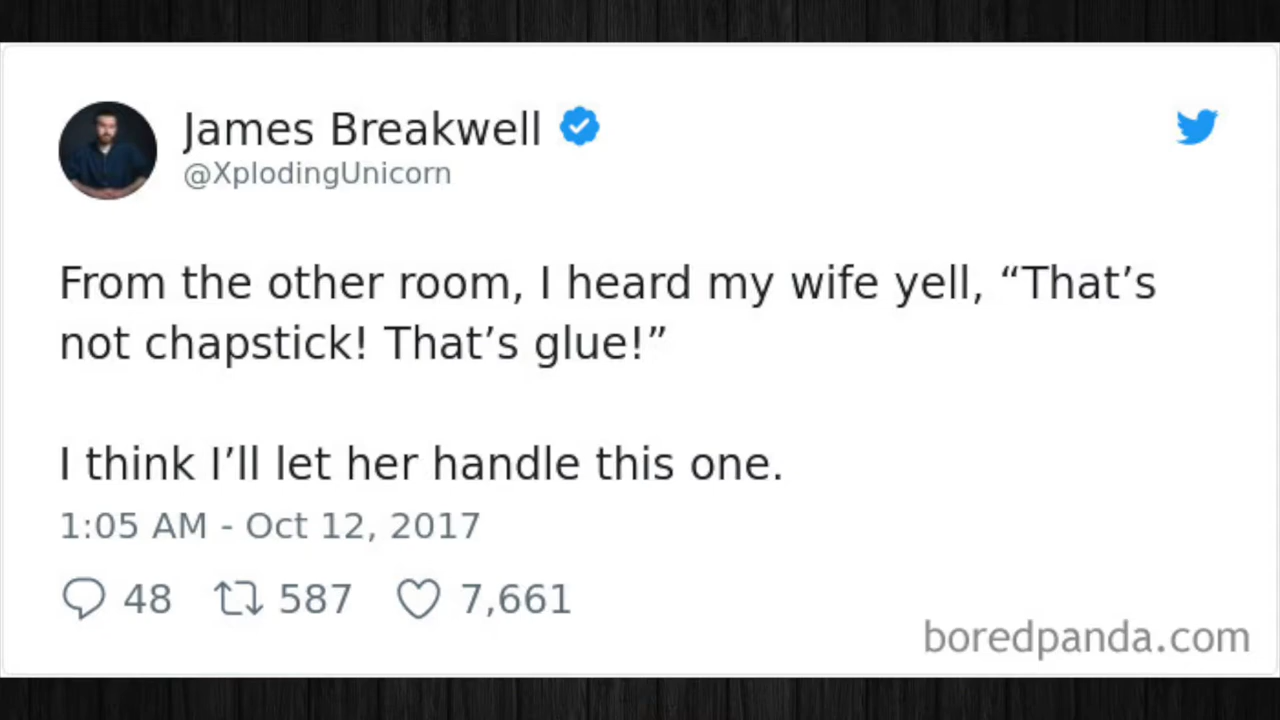 James Breakwell
@XplodingUnicorn
From the other room, I heard my wife yell, “That’s
not chapstick! That’s glue!”
I think I’ll let her handle this one.
1:05 AM - Oct 12, 2017
48 587 7,661
boredpanda.com